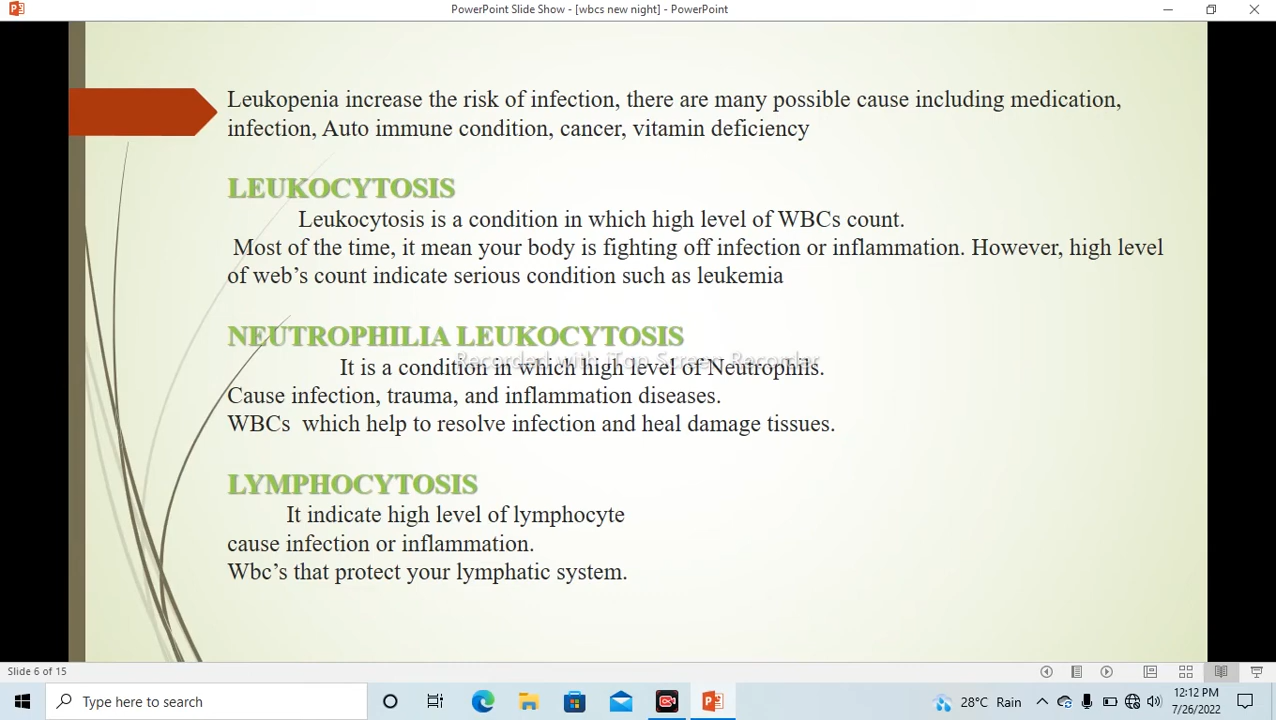 PowerPoint Slide Show - [wbcs new night] - PowerPoint
Leukopenia increase the risk of infection, there are many possible cause including medication,
infection, Auto immune condition, cancer, vitamin deficiency
LEUKOCYTOSIS
Leukocytosis is a condition in which high level of WBCs count.
Most of the time, it mean your body is fighting off infection or inflammation. However, high level
of web’s count indicate serious condition such as leukemia
NEUTROPHILIA LEUKOCYTOSIS
Recorded with iTop Screen Recorder
It is a condition in which high level of Neutrophils.
Cause infection, trauma, and inflammation diseases.
WBCs which help to resolve infection and heal damage tissues.
LYMPHOCYTOSIS
It indicate high level of lymphocyte
cause infection or inflammation.
Wbc’s that protect your lymphatic system.
Slide 6 of 15
Type here to search
28°C Rain
12:12 PM
7/26/2022